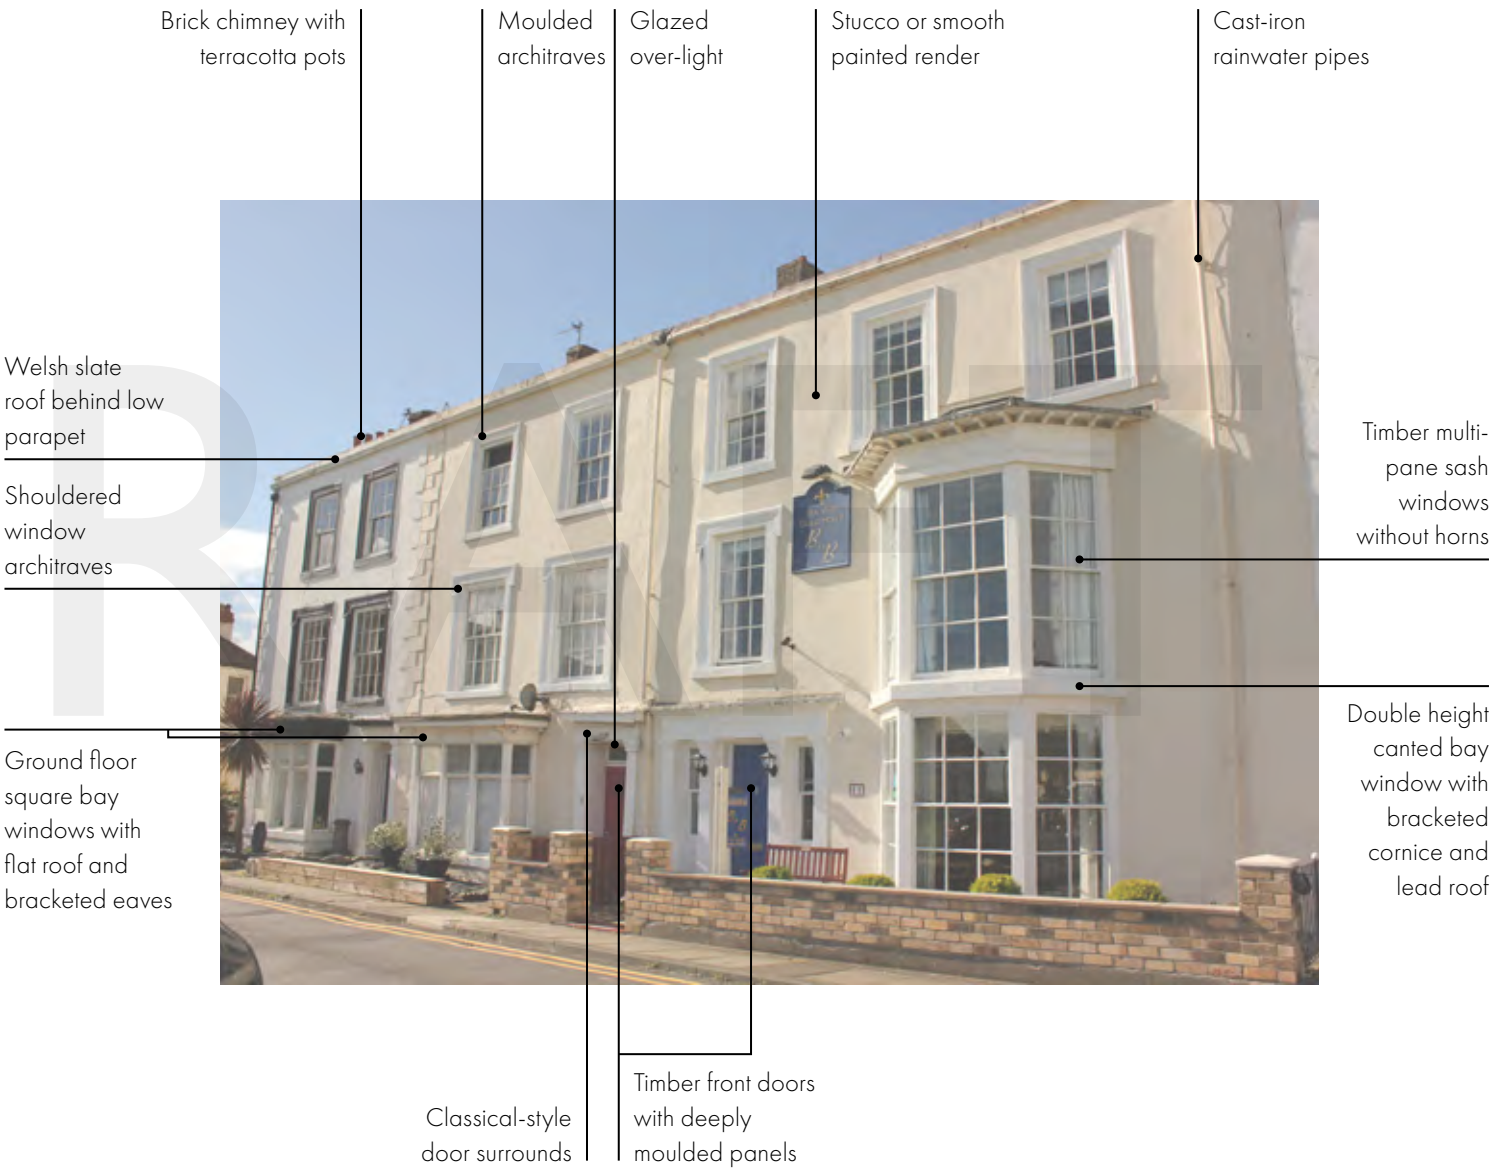 Brick chimney with
terracotta pots
Moulded
architraves
Glazed
over-light
Stucco or smooth
painted render
Cast-iron
rainwater pipes
Welsh slate
roof behind low
parapet
Shouldered
window
architraves
Ground floor
square bay
windows with
flat roof and
bracketed eaves
Timber multi-
pane sash
windows
without horns
Double height
canted bay
window with
bracketed
cornice and
lead roof
Classical-style
door surrounds
Timber front doors
with deeply
moulded panels
RAFT